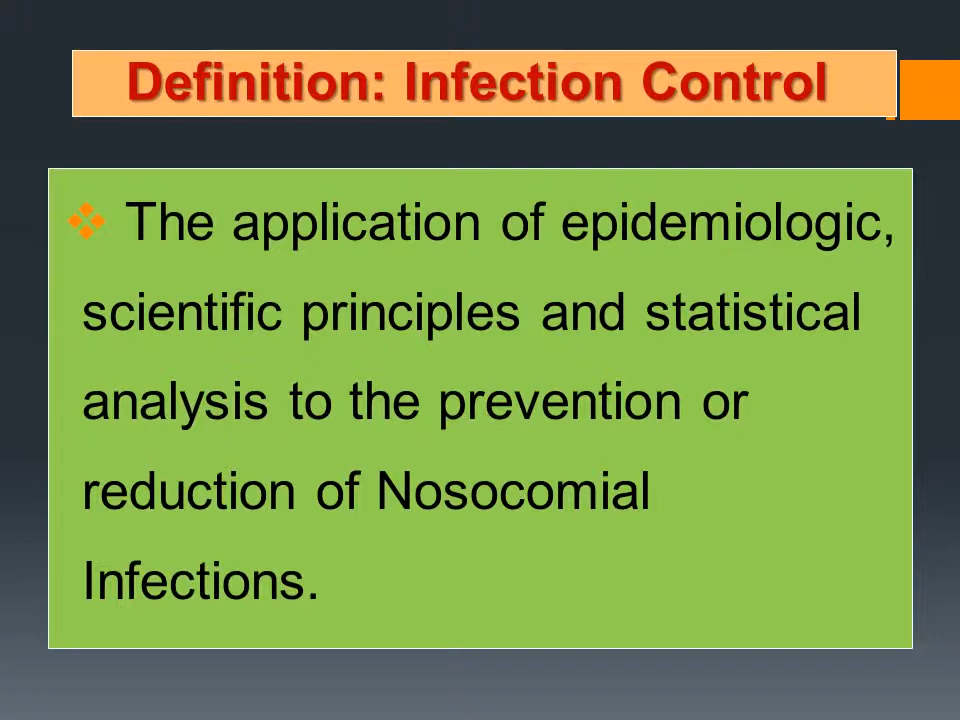 Definition: Infection Control
The application of epidemiologic,
scientific principles and statistical
analysis to the prevention or
reduction of Nosocomial
Infections.